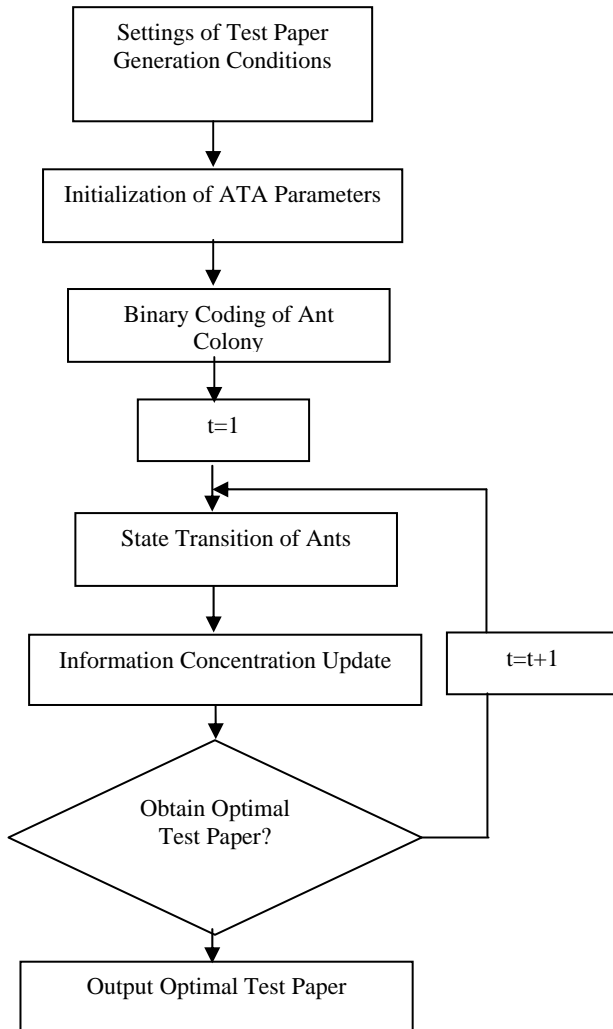 Settings of Test Paper
Generation Conditions
Initialization of ATA Parameters
Binary Coding of Ant
Colony
t=1
State Transition of Ants
Information Concentration Update
t=t+1
Obtain Optimal
Test Paper?
Output Optimal Test Paper